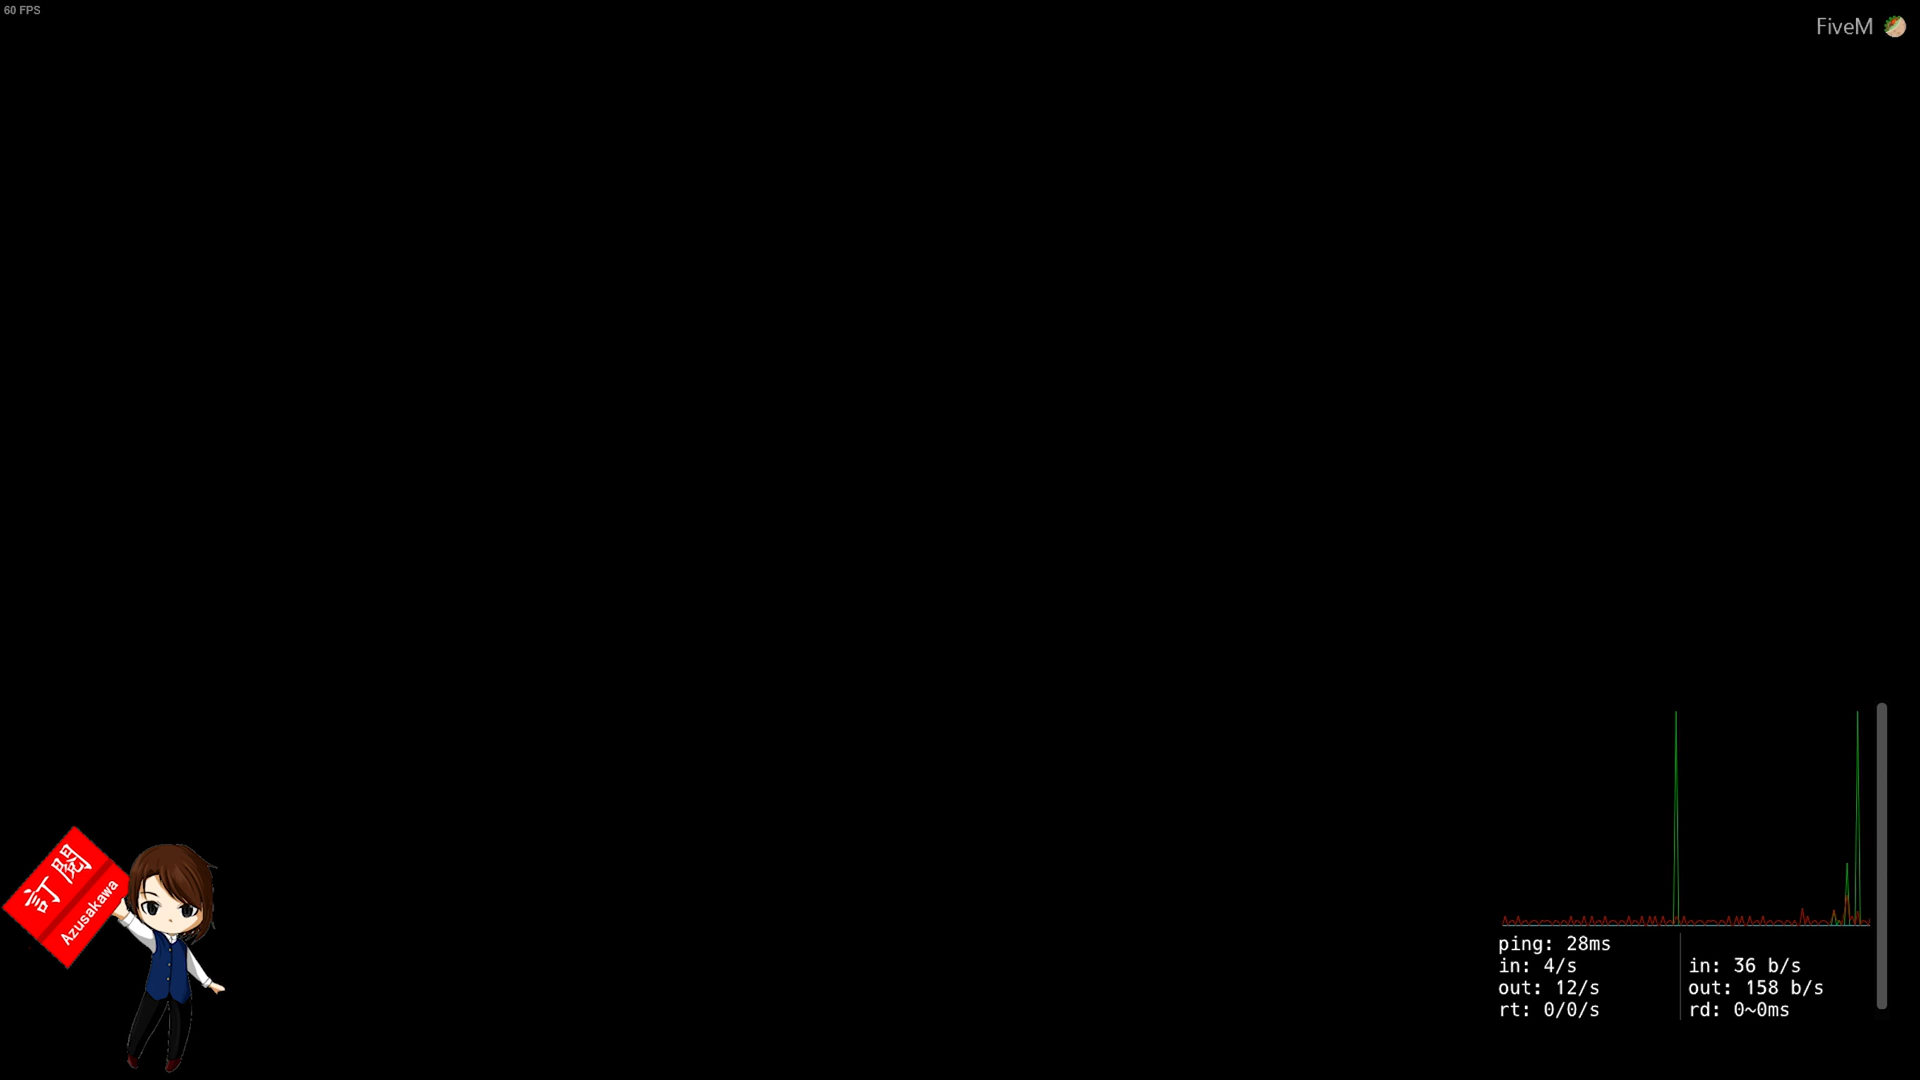 60 FPS
FiveM
訂閱
Azusakawa
ping: 28ms
in: 4/s
in: 36 b/s
out: 12/s
out: 158 b/s
rt: 0/0/s
rd: 0~0ms